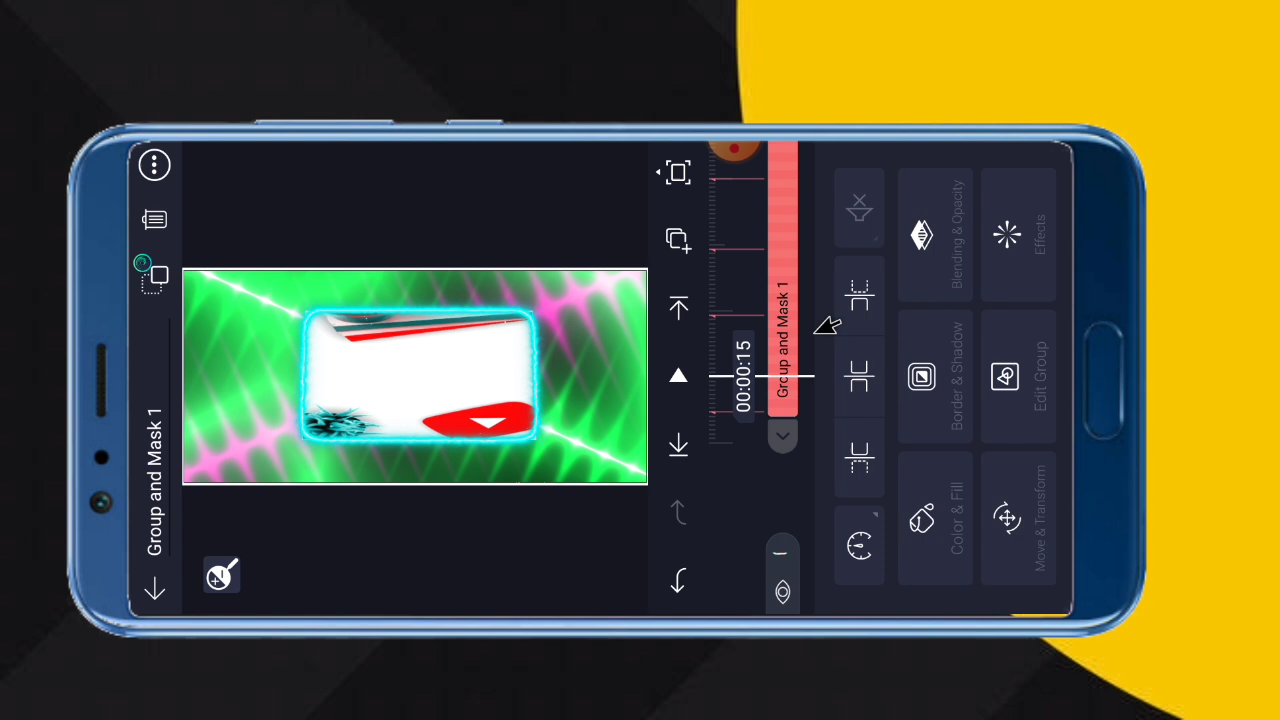 Group and Mask 1
00:00:15
Group and Mask 1
Color & Fill
Border & Shadow
Blending & Opacity
Move & Transform
Edit Group
Effects